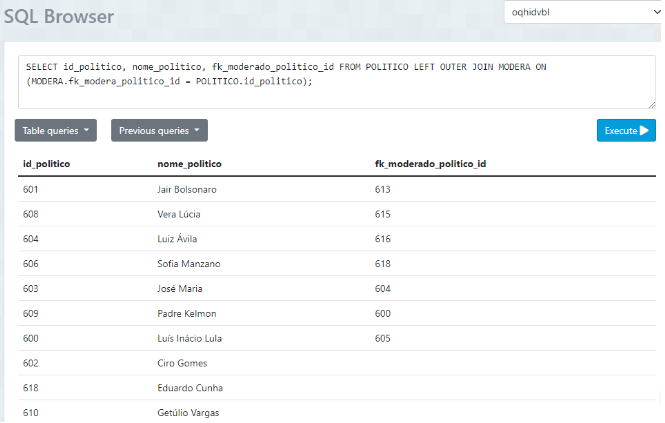 SQL Browser
oqhidvbl
SELECT id_politico, nome_politico, fk_moderado_politico_id FROM POLITICO LEFT OUTER JOIN MODERA ON
(MODERA.fk_modera_politico_id = POLITICO.id_politico);
Table queries
Previous queries
Execute
id_politico nome_politico fk_moderado_politico_id
601 Jair Bolsonaro 613
608 Vera Lúcia 615
604 Luiz Ávila 616
606 Sofia Manzano 618
603 José Maria 604
609 Padre Kelmon 600
600 Luís Inácio Lula 605
602 Ciro Gomes
618 Eduardo Cunha
610 Getúlio Vargas